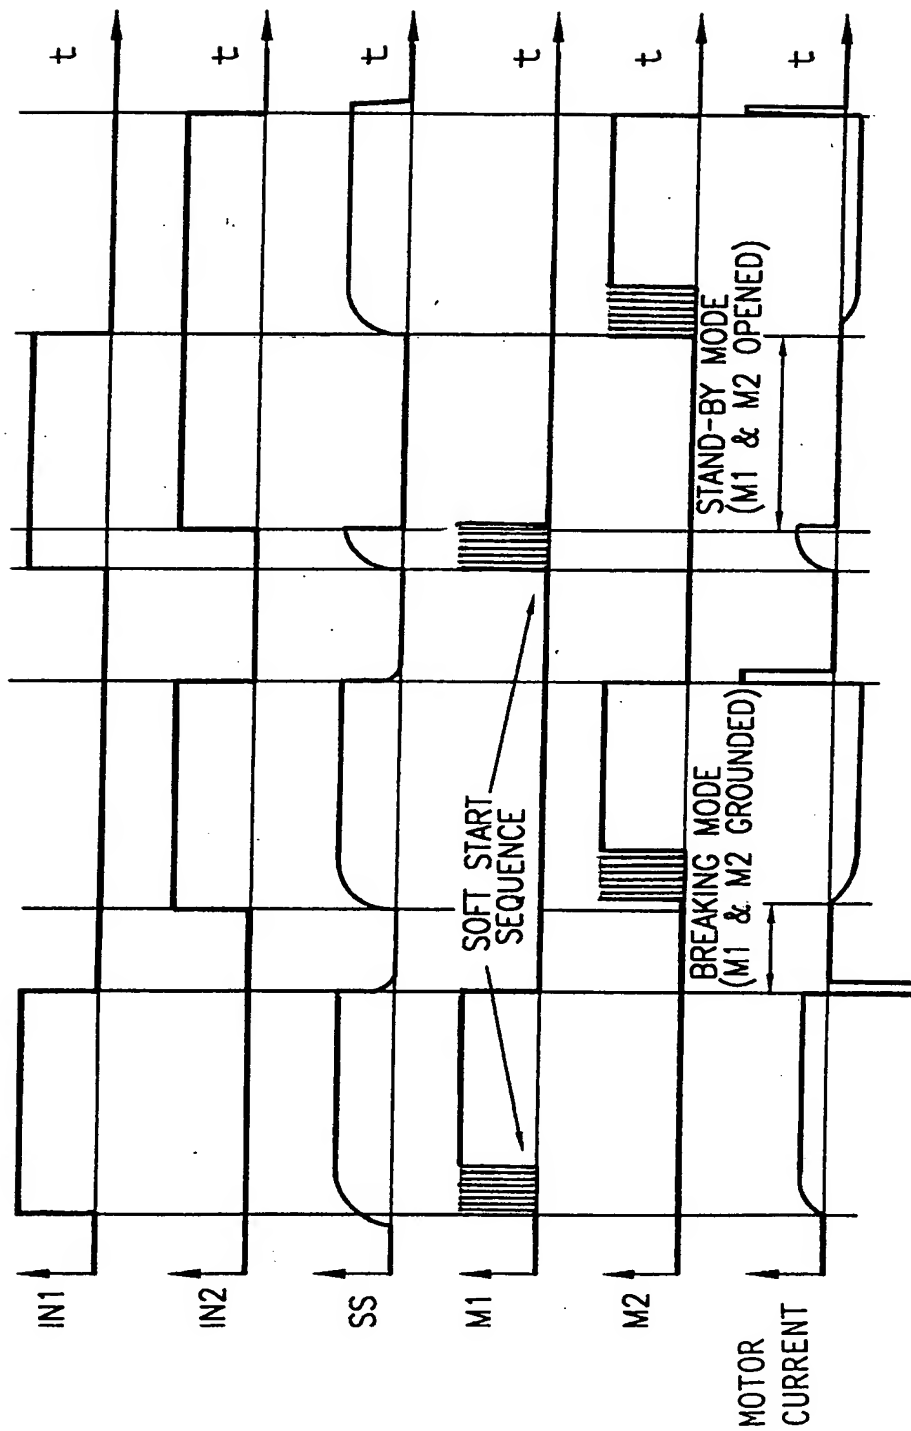 IN1
t
IN2
t
SS
t
M1
t
SOFT START
SEQUENCE
M2
t
BREAKING MODE
(M1 & M2 GROUNDED)
STAND-BY MODE
(M1 & M2 OPENED)
MOTOR
CURRENT
t